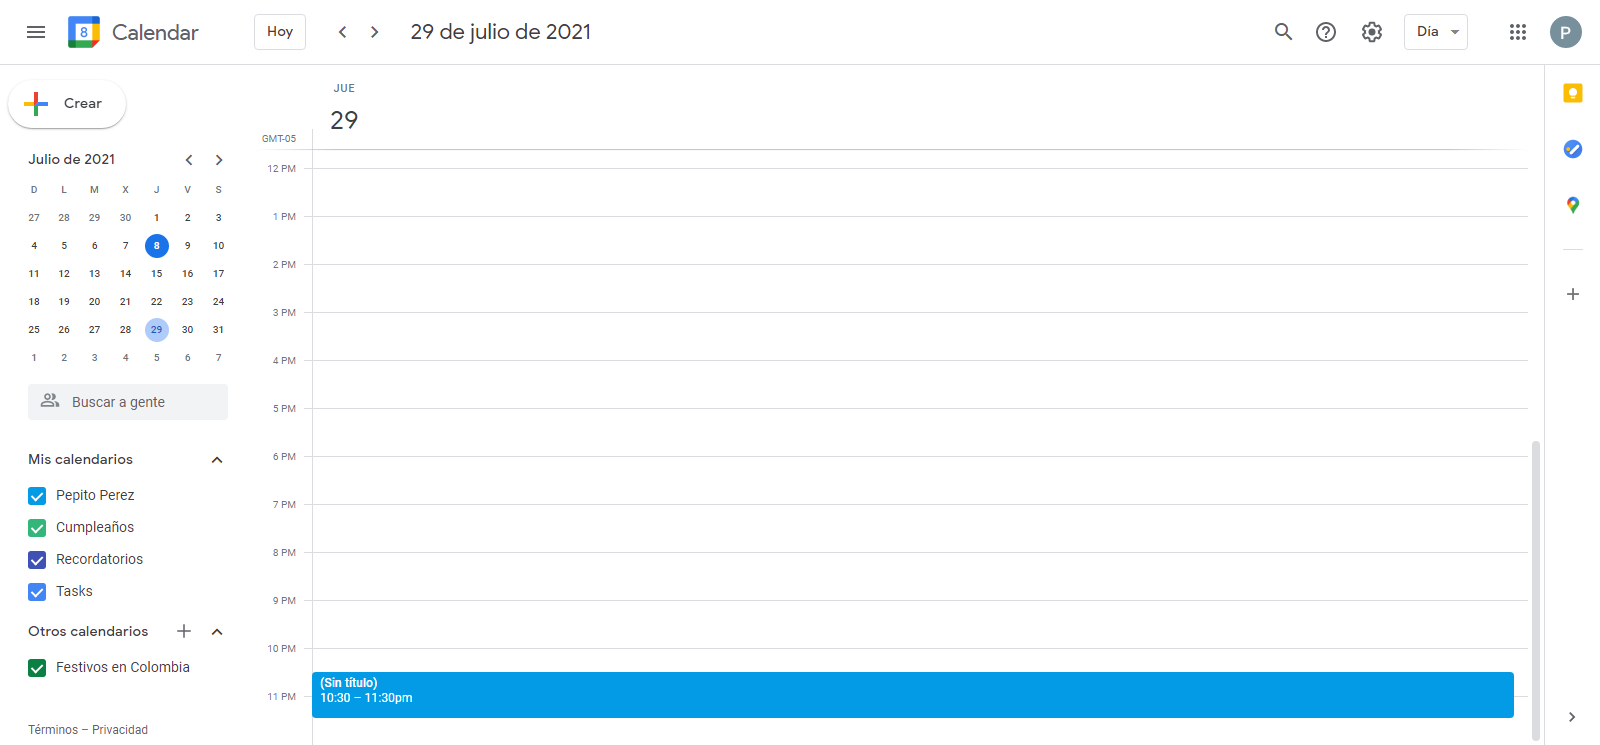 8 Calendar Hoy 29 de julio de 2021 Día P
Crear
JUE
29
GMT-05
Julio de 2021
D L M X J V S
27 28 29 30 1 2 3
4 5 6 7 8 9 10
11 12 13 14 15 16 17
18 19 20 21 22 23 24
25 26 27 28 29 30 31
1 2 3 4 5 6 7
Buscar a gente
Mis calendarios
Pepito Perez
Cumpleaños
Recordatorios
Tasks
Otros calendarios
Festivos en Colombia
Términos – Privacidad
12 PM
1 PM
2 PM
3 PM
4 PM
5 PM
6 PM
7 PM
8 PM
9 PM
10 PM
(Sin título)
10:30 – 11:30pm
11 PM